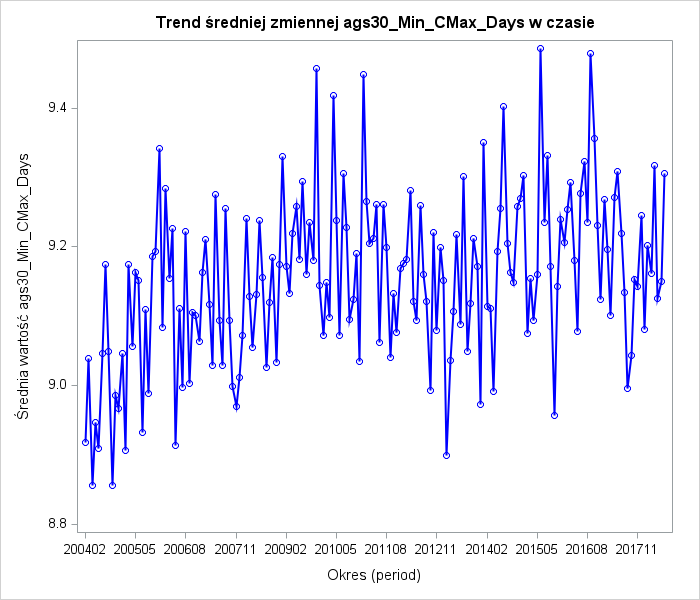 Trend średniej zmiennej ags30_Min_CMax_Days w czasie
Średnia wartość ags30_Min_CMax_Days
9.4
9.2
9.0
8.8
200402 200505 200608 200711 200902 201005 201108 201211 201402 201505 201608 201711
Okres (period)